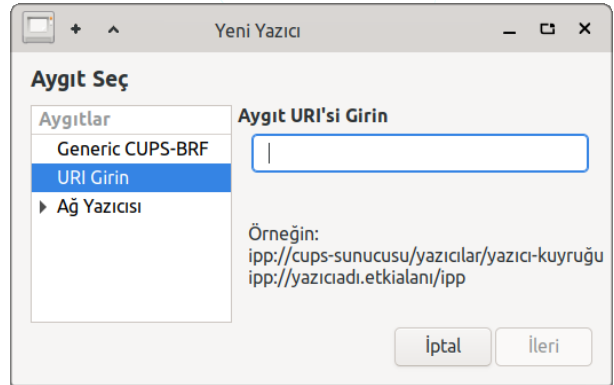 Yeni Yazıcı
Aygıt Seç
Aygıtlar
Generic CUPS-BRF
URI Girin
Ağ Yazıcısı
Aygıt URI'si Girin
Örneğin:
ipp://cups-sunucusu/yazıcılar/yazıcı-kuyruğu
ipp://yazıcıadı.etkialanı/ipp
İptal
İleri